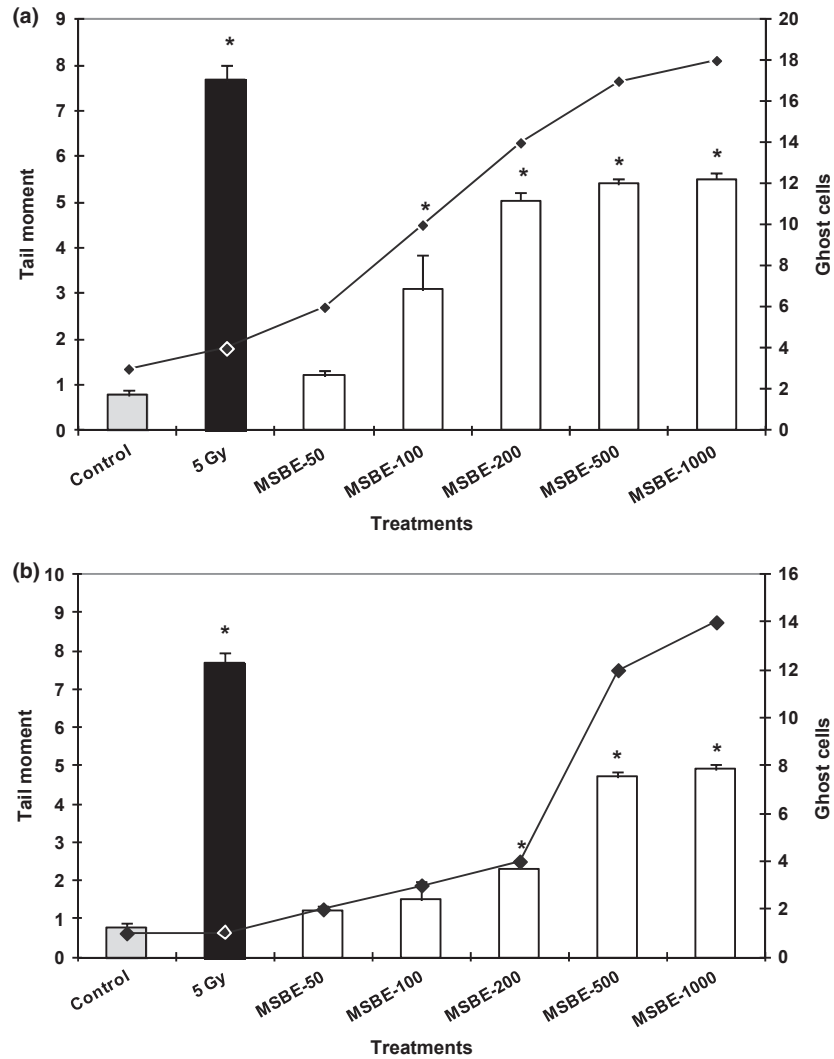 (a)
9
8
7
6
5
4
3
2
1
0
Tail moment
20
18
16
14
12
10
8
6
4
2
0
Ghost cells
*
*
*
*
*
Control
5 Gy
MSBE-50
MSBE-100
MSBE-200
MSBE-500
MSBE-1000
Treatments
(b)
10
9
8
7
6
5
4
3
2
1
0
Tail moment
16
14
12
10
8
6
4
2
0
Ghost cells
*
*
*
*
Control
5 Gy
MSBE-50
MSBE-100
MSBE-200
MSBE-500
MSBE-1000
Treatments